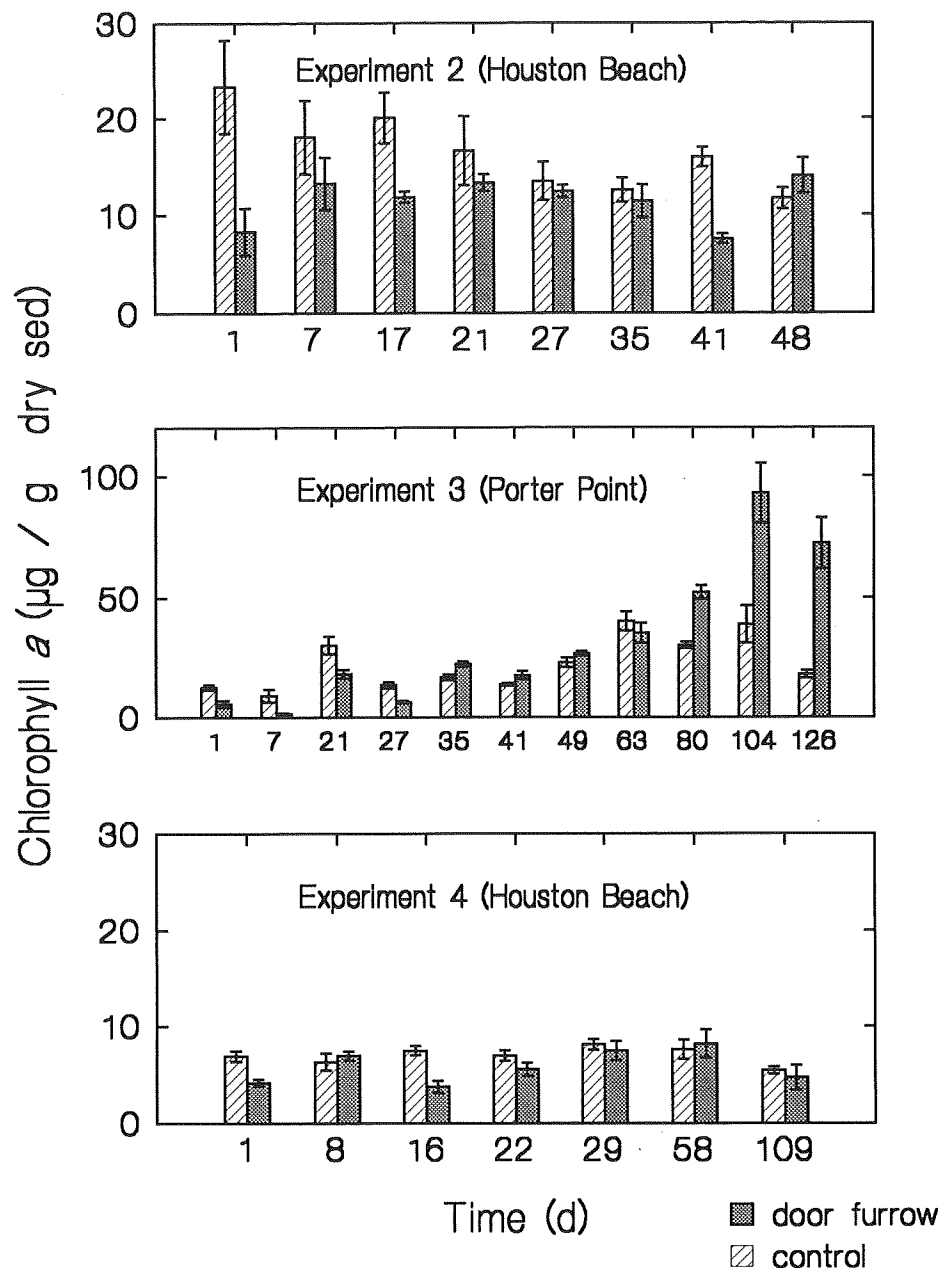 Chlorophyll a (µg / g dry sed)
Experiment 2 (Houston Beach)
30
20
10
0
1 7 17 21 27 35 41 48
Experiment 3 (Porter Point)
100
50
0
1 7 21 27 35 41 49 63 80 104 126
Experiment 4 (Houston Beach)
30
20
10
0
1 8 16 22 29 58 109
Time (d)
door furrow
control